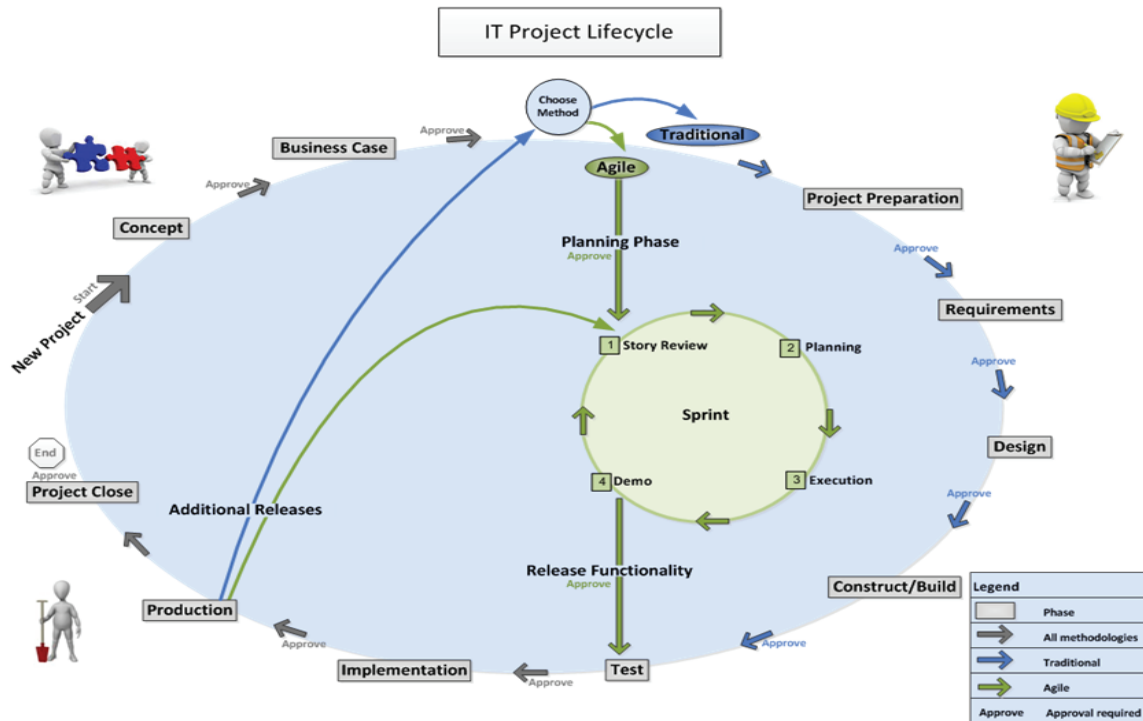 IT Project Lifecycle
Choose
Method
Traditional
Agile
Approve
Business Case
Approve
Concept
Start
New Project
Project Preparation
Approve
Requirements
Approve
Design
Approve
Construct/Build
Approve
Planning Phase
Approve
1 Story Review
2 Planning
Sprint
3 Execution
4 Demo
Release Functionality
Approve
Test
Approve
Implementation
Approve
Production
Additional Releases
Project Close
Approve
End
Legend
Phase
All methodologies
Traditional
Agile
Approve Approval required